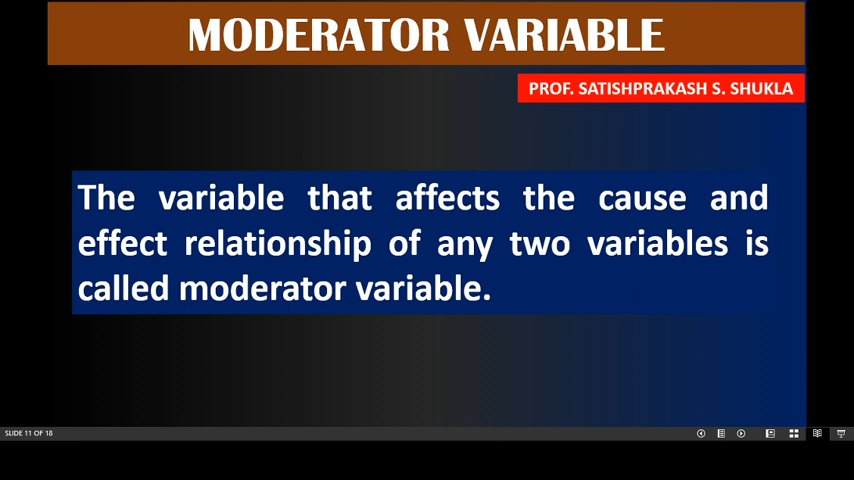 MODERATOR VARIABLE
PROF. SATISHPRAKASH S. SHUKLA
The variable that affects the cause and
effect relationship of any two variables is
called moderator variable.
SLIDE 11 OF 18